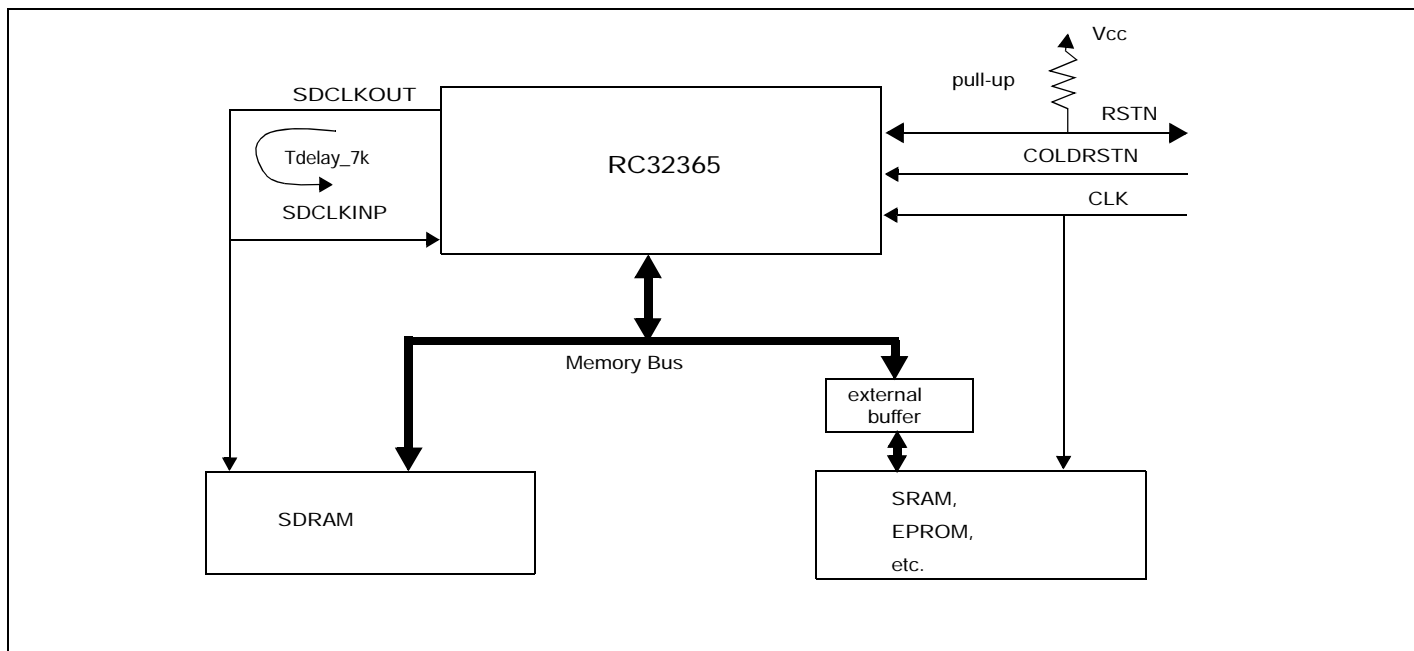 Vcc
pull-up
SDCLKOUT
RSTN
Tdelay_7k
RC32365
COLDRSTN
CLK
SDCLKINP
Memory Bus
external
buffer
SDRAM
SRAM,
EPROM,
etc.